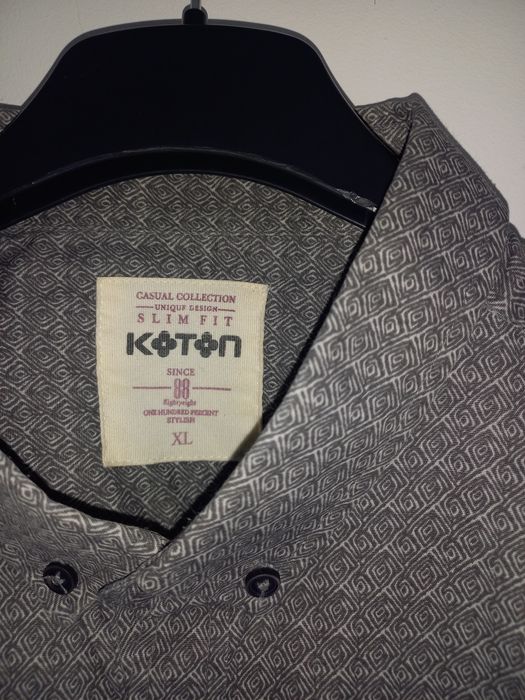 CASUAL COLLECTION
UNIQUE DESIGN
SLIM FIT
KOTON
SINCE
88
Eightyeight
ONE HUNDRED PERCENT
STYLISH
XL